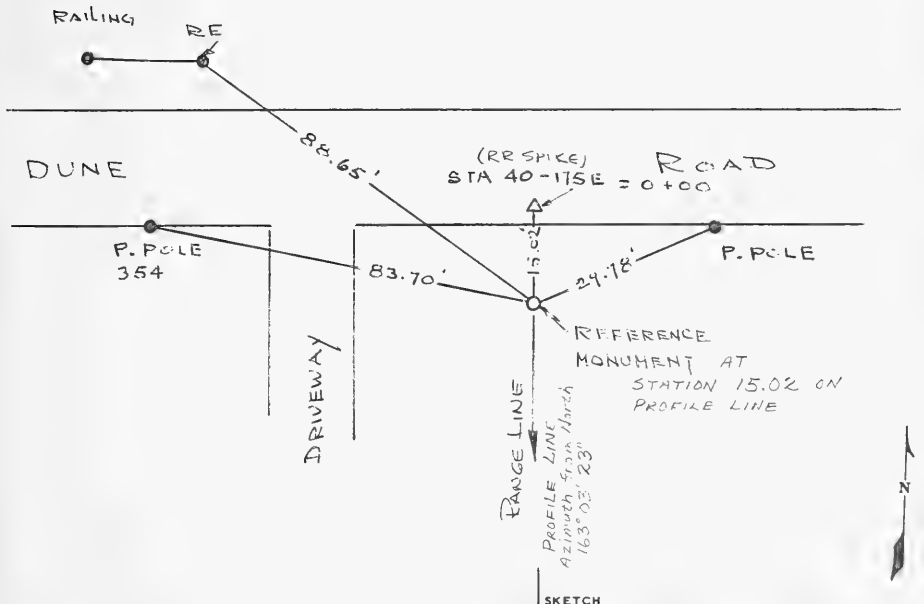 RAILING
RE
88.65'
DUNE
(RR SPIKE)
STA 40-175E = 0+00
ROAD
15.02'
P. POLE
354
83.70'
29.78'
P. POLE
REFERENCE
MONUMENT AT
STATION 15.02 ON
PROFILE LINE
DRIVEWAY
RANGE LINE
PROFILE LINE
Azimuth from North
163° 03' 23"
N
SKETCH